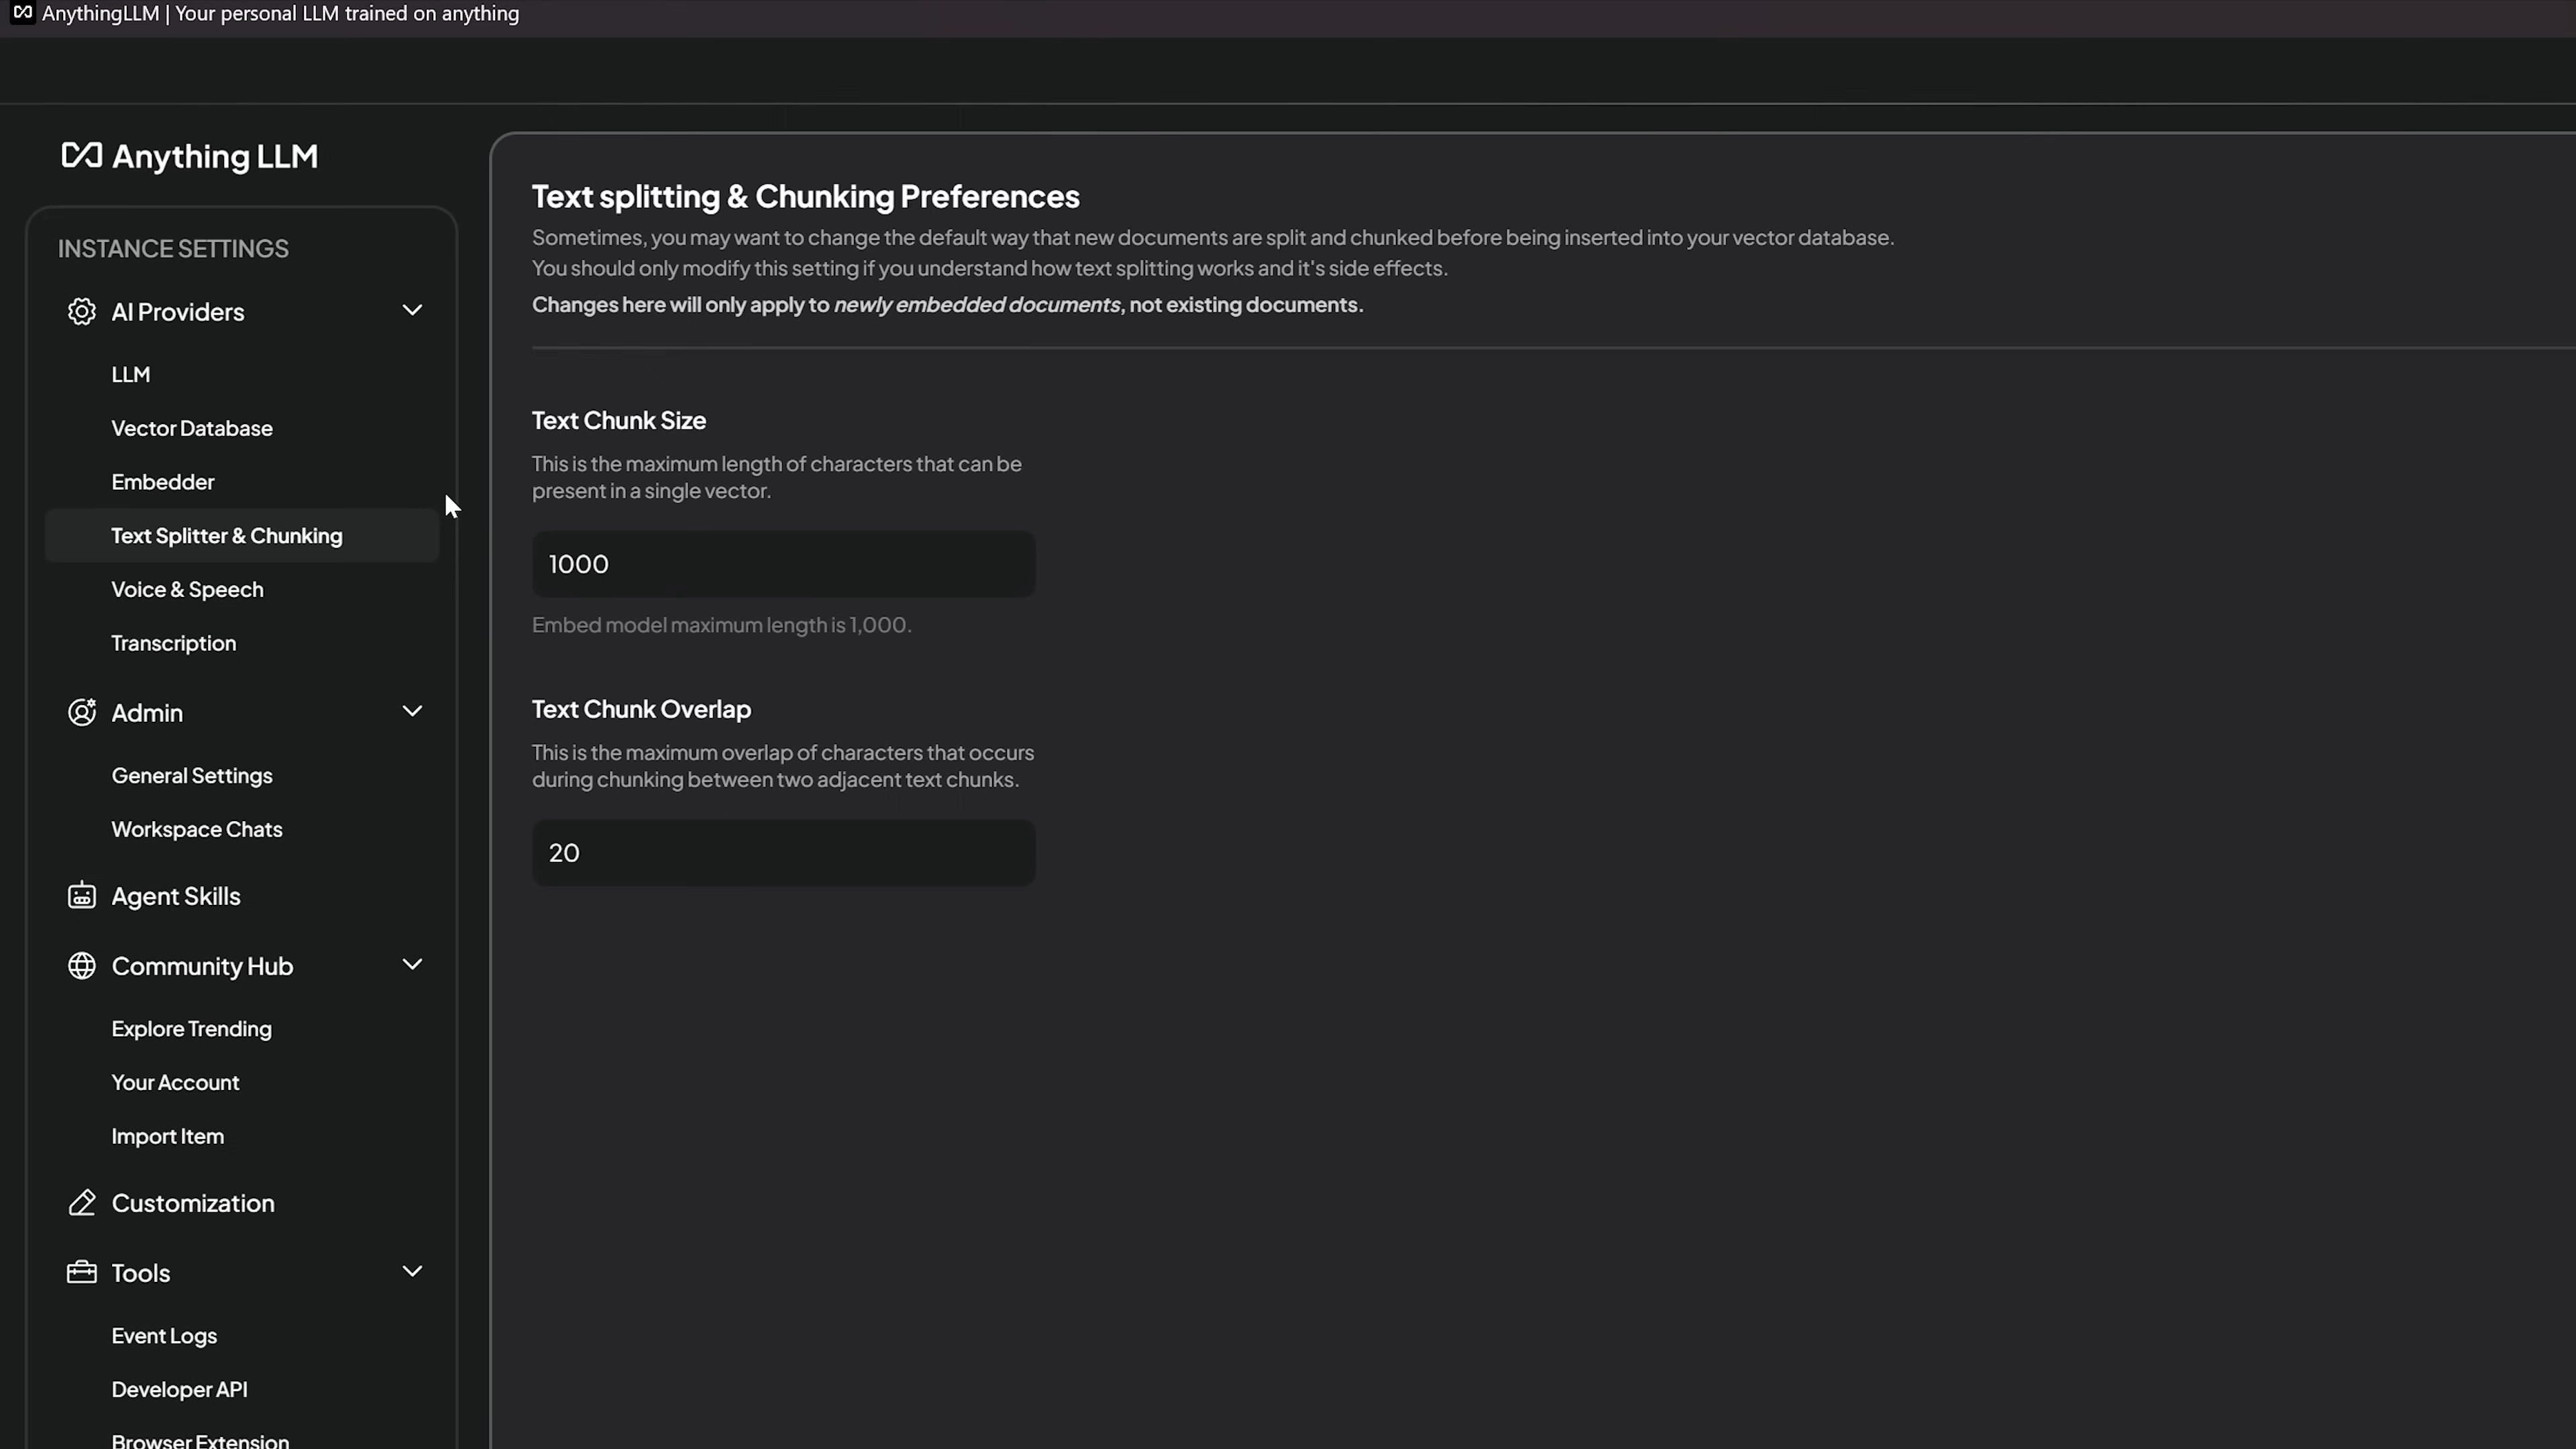 AnythingLLM | Your personal LLM trained on anything
Anything LLM
INSTANCE SETTINGS
AI Providers
LLM
Vector Database
Embedder
Text Splitter & Chunking
Voice & Speech
Transcription
Admin
General Settings
Workspace Chats
Agent Skills
Community Hub
Explore Trending
Your Account
Import Item
Customization
Tools
Event Logs
Developer API
Browser Extension
Text splitting & Chunking Preferences
Sometimes, you may want to change the default way that new documents are split and chunked before being inserted into your vector database.
You should only modify this setting if you understand how text splitting works and it's side effects.
Changes here will only apply to newly embedded documents, not existing documents.
Text Chunk Size
This is the maximum length of characters that can be
present in a single vector.
1000
Embed model maximum length is 1,000.
Text Chunk Overlap
This is the maximum overlap of characters that occurs
during chunking between two adjacent text chunks.
20